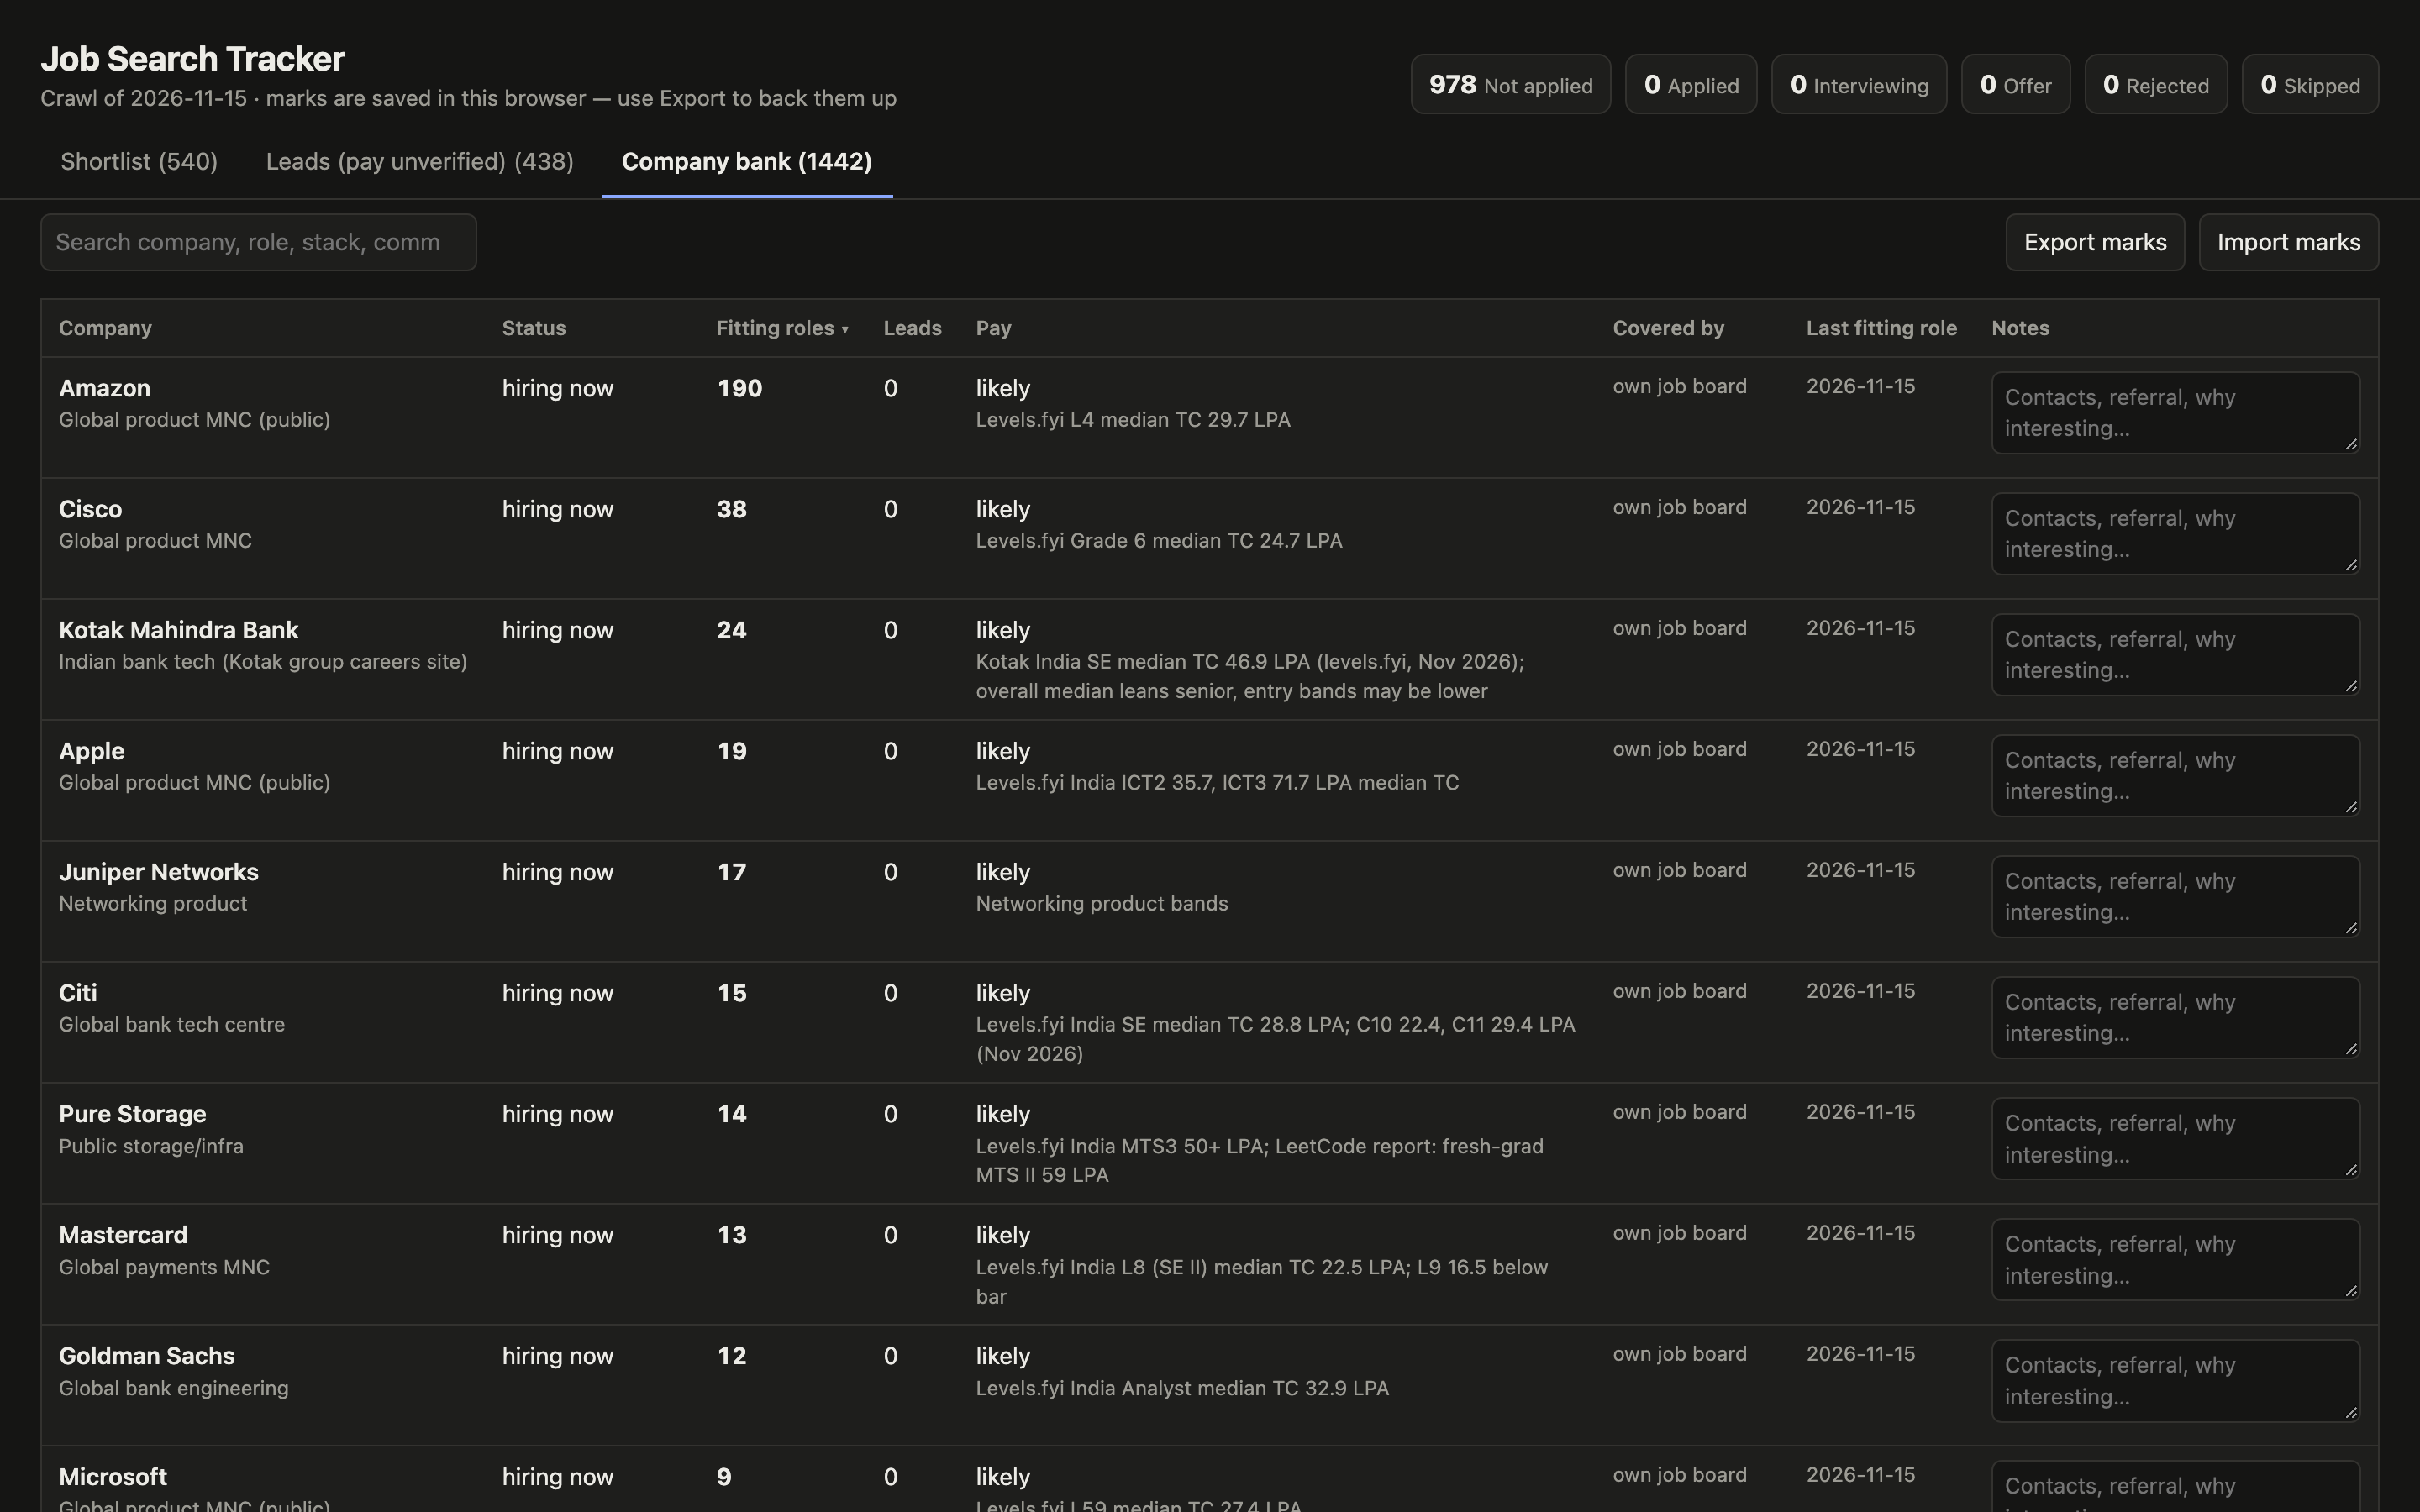 Job Search Tracker
Crawl of 2026-11-15 · marks are saved in this browser — use Export to back them up
978 Not applied
0 Applied
0 Interviewing
0 Offer
0 Rejected
0 Skipped
Shortlist (540)
Leads (pay unverified) (438)
Company bank (1442)
Search company, role, stack, comm
Export marks
Import marks
Company
Status
Fitting roles ▾
Leads
Pay
Covered by
Last fitting role
Notes
Amazon
Global product MNC (public)
hiring now
190
0
likely
Levels.fyi L4 median TC 29.7 LPA
own job board
2026-11-15
Contacts, referral, why
interesting...
Cisco
Global product MNC
hiring now
38
0
likely
Levels.fyi Grade 6 median TC 24.7 LPA
own job board
2026-11-15
Contacts, referral, why
interesting...
Kotak Mahindra Bank
Indian bank tech (Kotak group careers site)
hiring now
24
0
likely
Kotak India SE median TC 46.9 LPA (levels.fyi, Nov 2026);
overall median leans senior, entry bands may be lower
own job board
2026-11-15
Contacts, referral, why
interesting...
Apple
Global product MNC (public)
hiring now
19
0
likely
Levels.fyi India ICT2 35.7, ICT3 71.7 LPA median TC
own job board
2026-11-15
Contacts, referral, why
interesting...
Juniper Networks
Networking product
hiring now
17
0
likely
Networking product bands
own job board
2026-11-15
Contacts, referral, why
interesting...
Citi
Global bank tech centre
hiring now
15
0
likely
Levels.fyi India SE median TC 28.8 LPA; C10 22.4, C11 29.4 LPA
(Nov 2026)
own job board
2026-11-15
Contacts, referral, why
interesting...
Pure Storage
Public storage/infra
hiring now
14
0
likely
Levels.fyi India MTS3 50+ LPA; LeetCode report: fresh-grad
MTS II 59 LPA
own job board
2026-11-15
Contacts, referral, why
interesting...
Mastercard
Global payments MNC
hiring now
13
0
likely
Levels.fyi India L8 (SE II) median TC 22.5 LPA; L9 16.5 below
bar
own job board
2026-11-15
Contacts, referral, why
interesting...
Goldman Sachs
Global bank engineering
hiring now
12
0
likely
Levels.fyi India Analyst median TC 32.9 LPA
own job board
2026-11-15
Contacts, referral, why
interesting...
Microsoft
Global product MNC (public)
hiring now
9
0
likely
Levels.fyi L59 median TC 27.4 LPA
own job board
2026-11-15
Contacts, referral, why